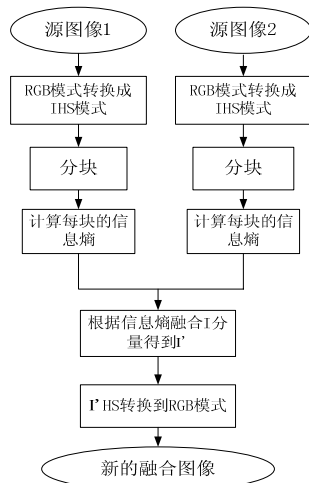 源图像1
源图像2
RGB模式转换成
IHS模式
RGB模式转换成
IHS模式
分块
分块
计算每块的信
息熵
计算每块的信
息熵
根据信息熵融合I分
量得到I'
I'HS转换到RGB模式
新的融合图像